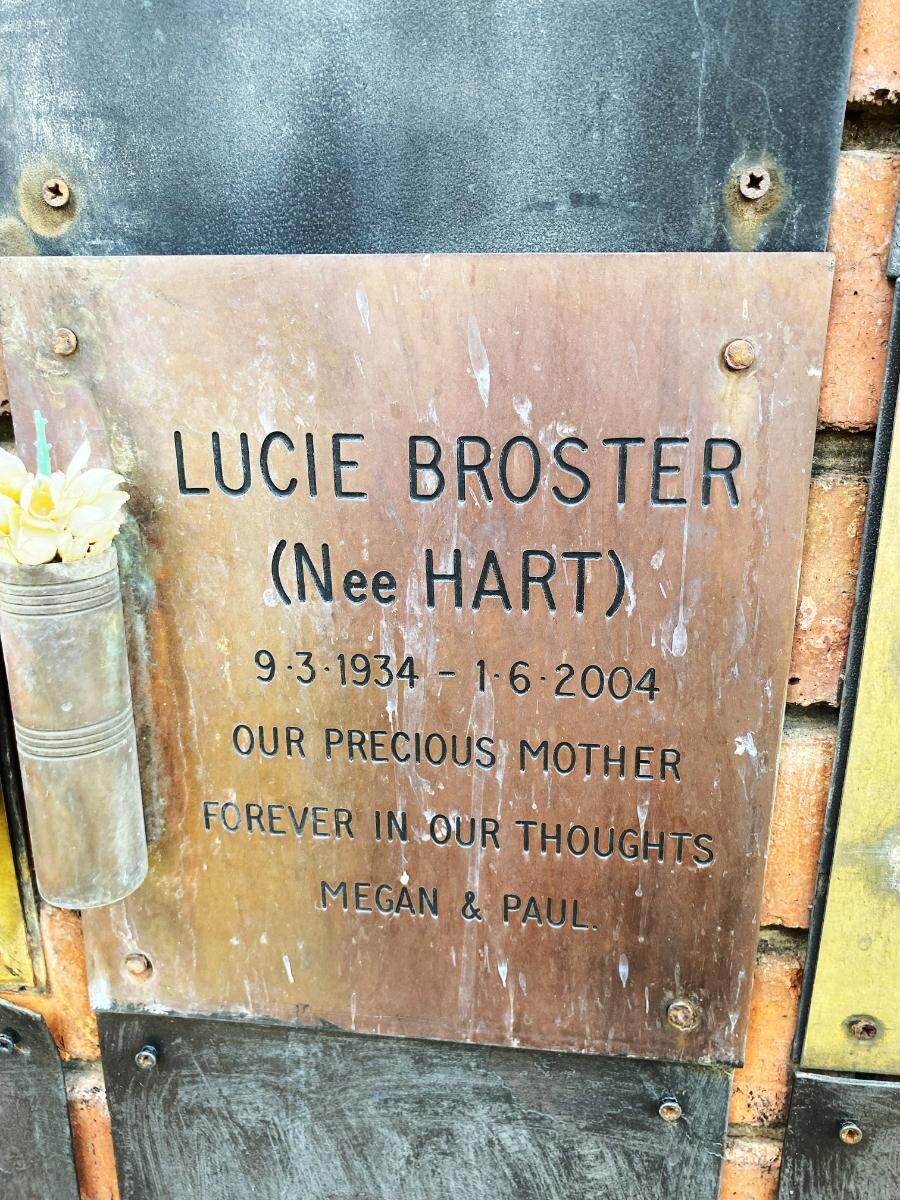 LUCIE BROSTER
(Nee HART)
9·3·1934 - 1·6·2004
OUR PRECIOUS MOTHER
FOREVER IN OUR THOUGHTS
MEGAN & PAUL.